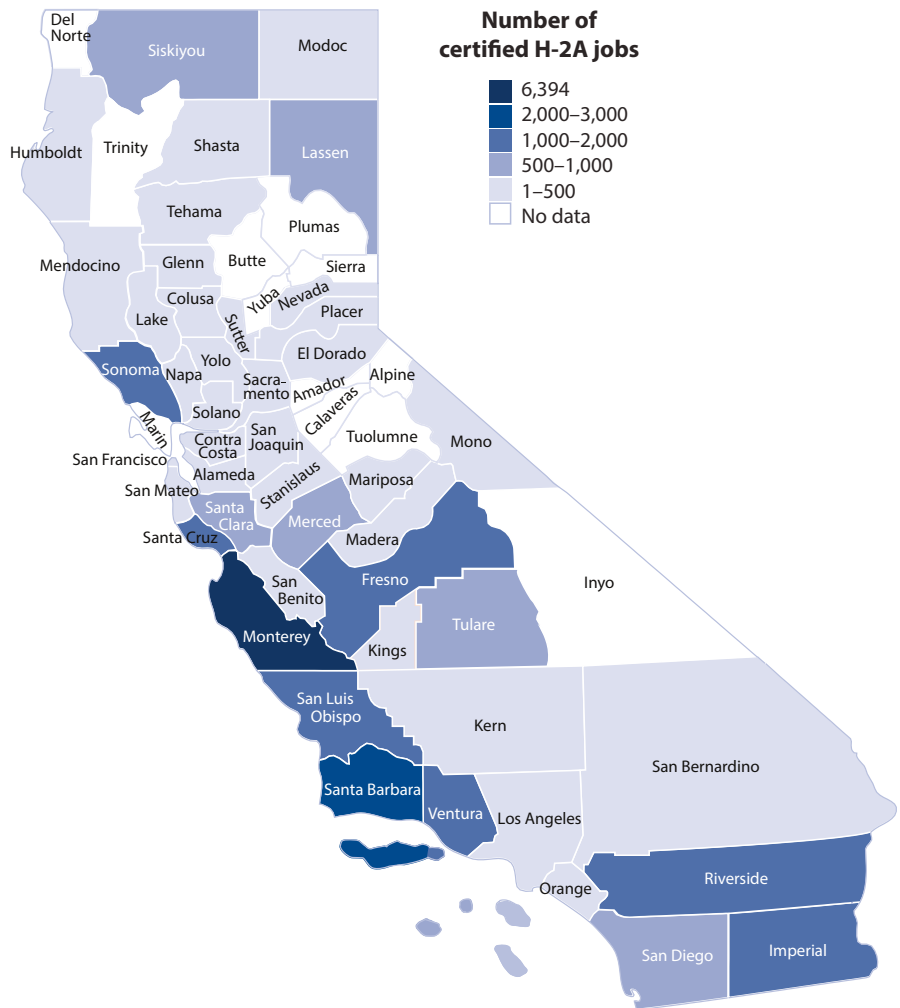 Number of
certified H-2A jobs
6,394
2,000–3,000
1,000–2,000
500–1,000
1–500
No data
Del
Norte
Siskiyou
Modoc
Humboldt
Trinity
Shasta
Lassen
Tehama
Plumas
Mendocino
Glenn
Butte
Sierra
Colusa
Yuba
Nevada
Lake
Sutter
Placer
Sonoma
Napa
Yolo
El Dorado
Sacra-
mento
Amador
Alpine
Solano
Calaveras
Marin
Contra
Costa
San
Joaquin
Tuolumne
Mono
San Francisco
Alameda
Stanislaus
Mariposa
San Mateo
Santa
Clara
Merced
Santa Cruz
Madera
Fresno
Inyo
San
Benito
Monterey
Kings
Tulare
San Luis
Obispo
Kern
San Bernardino
Santa Barbara
Ventura
Los Angeles
Orange
Riverside
San Diego
Imperial